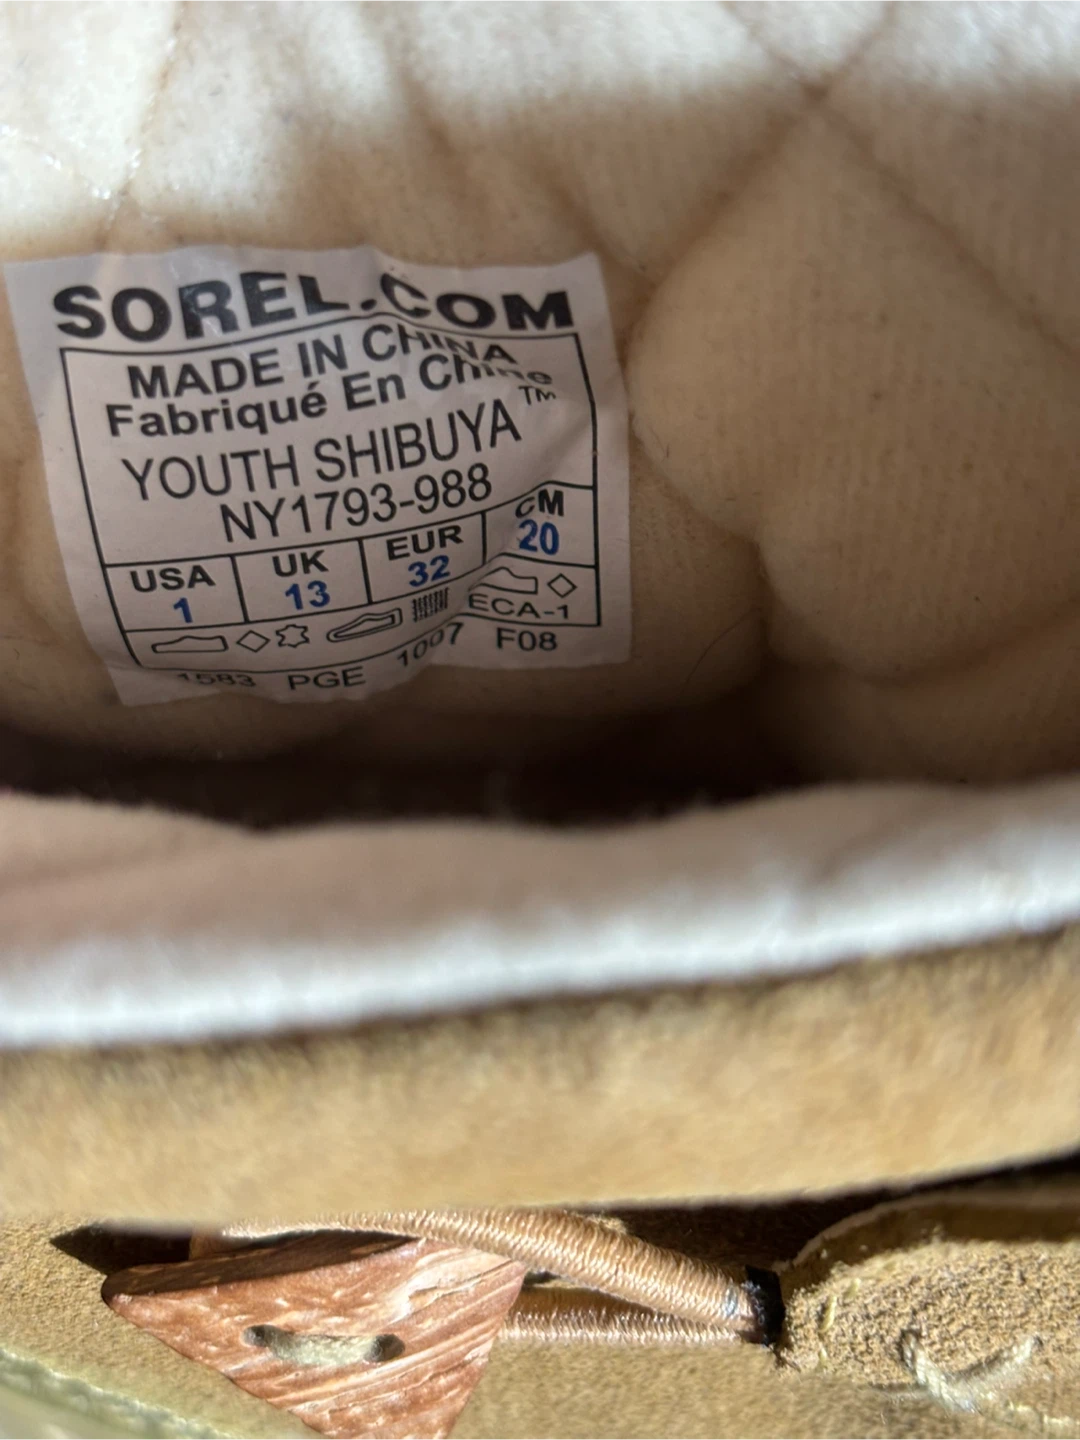 SOREL.COM
MADE IN CHINA
Fabriqué En Chine
YOUTH SHIBUYA™
NY1793-988
USA UK EUR CM
1 13 32 20
ECA-1
1583 PGE 1007 F08